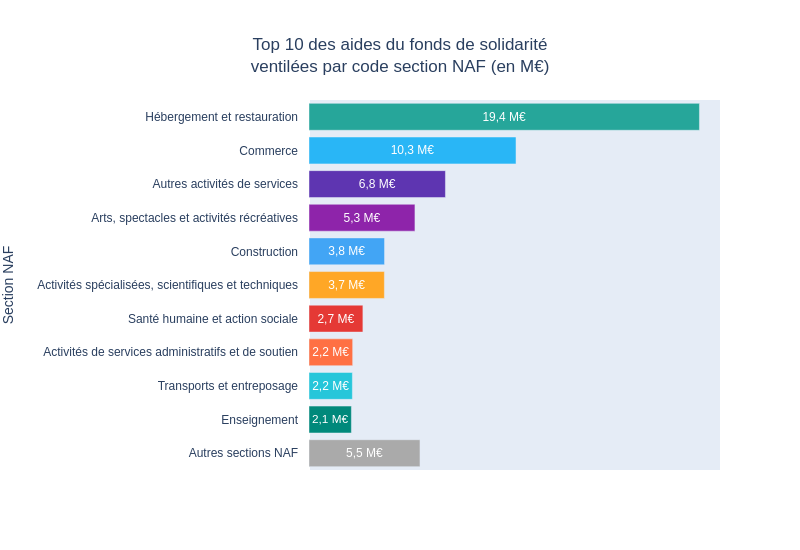 Top 10 des aides du fonds de solidarité
ventilées par code section NAF (en M€)
Section NAF
Hébergement et restauration 19,4 M€
Commerce 10,3 M€
Autres activités de services 6,8 M€
Arts, spectacles et activités récréatives 5,3 M€
Construction 3,8 M€
Activités spécialisées, scientifiques et techniques 3,7 M€
Santé humaine et action sociale 2,7 M€
Activités de services administratifs et de soutien 2,2 M€
Transports et entreposage 2,2 M€
Enseignement 2,1 M€
Autres sections NAF 5,5 M€